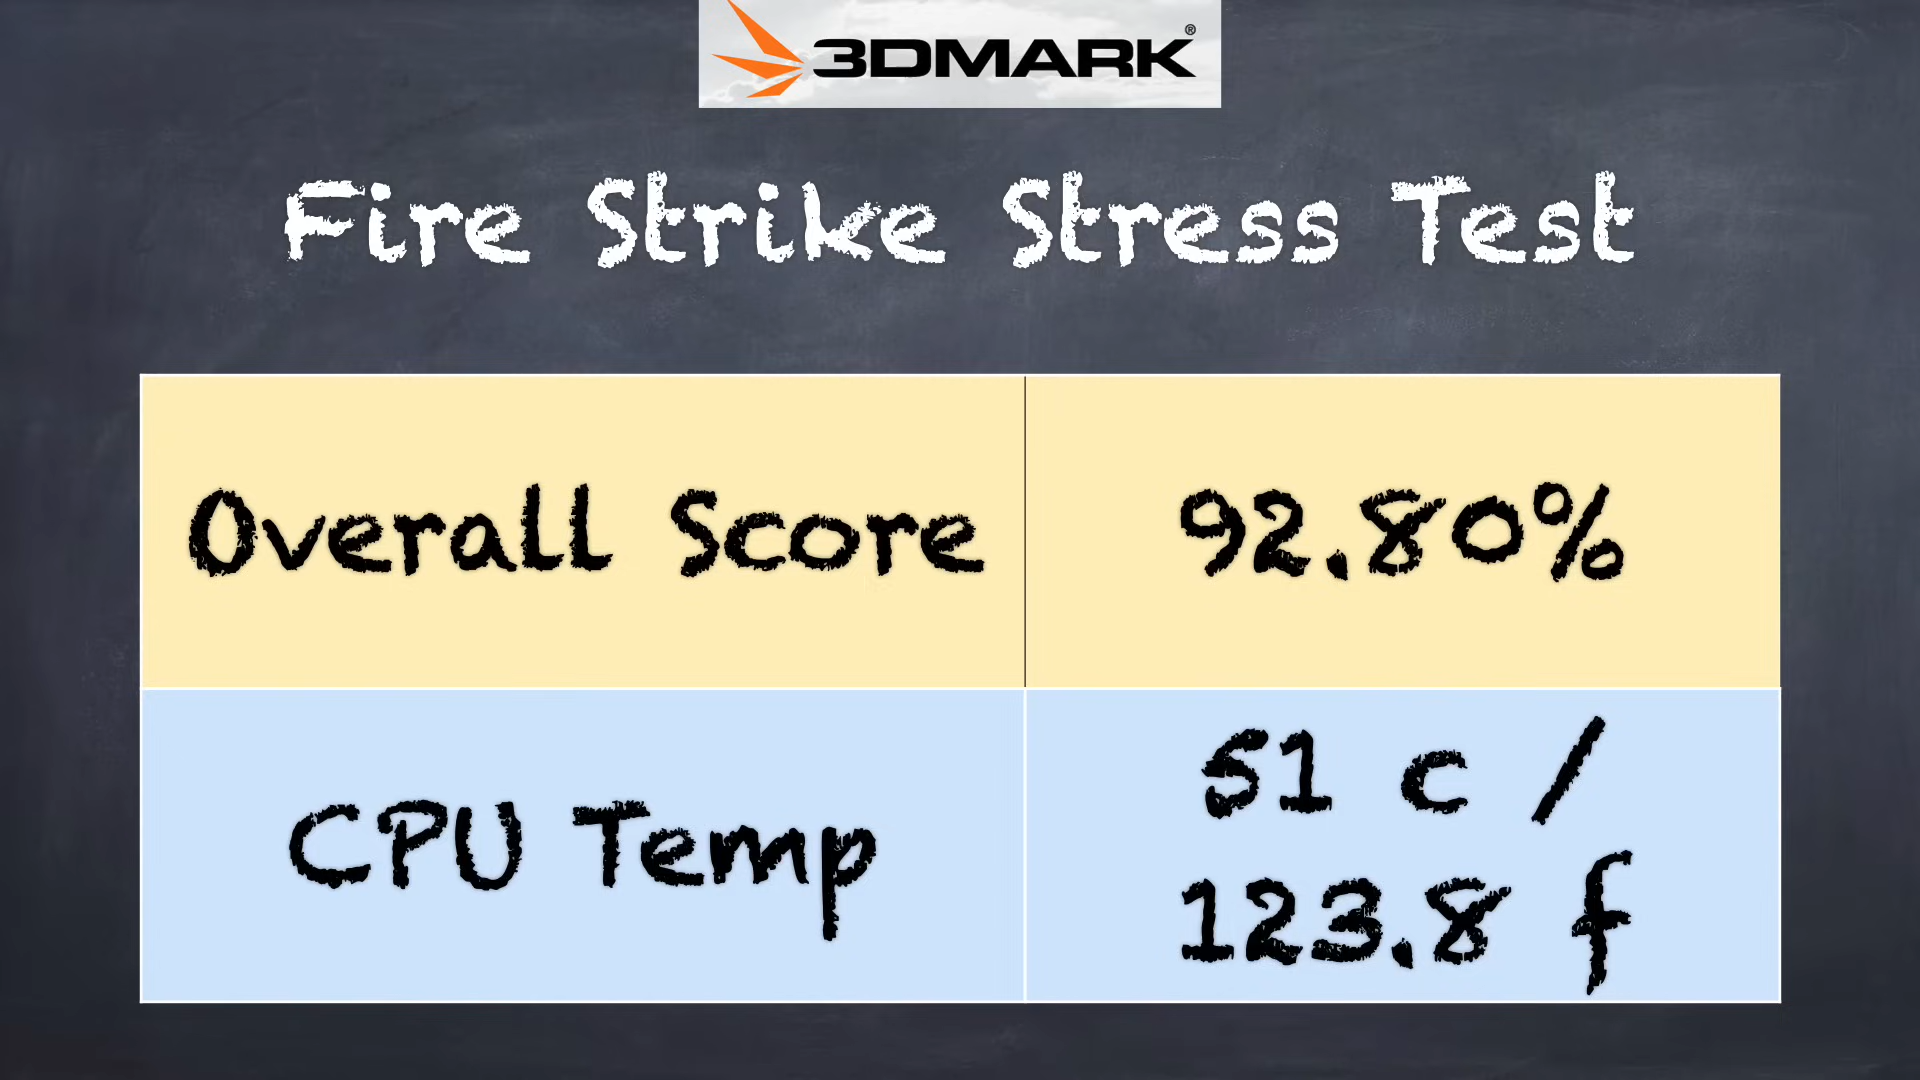 3DMARK®
Fire Strike Stress Test
Overall Score
92.80%
CPU Temp
51 c /
123.8 f